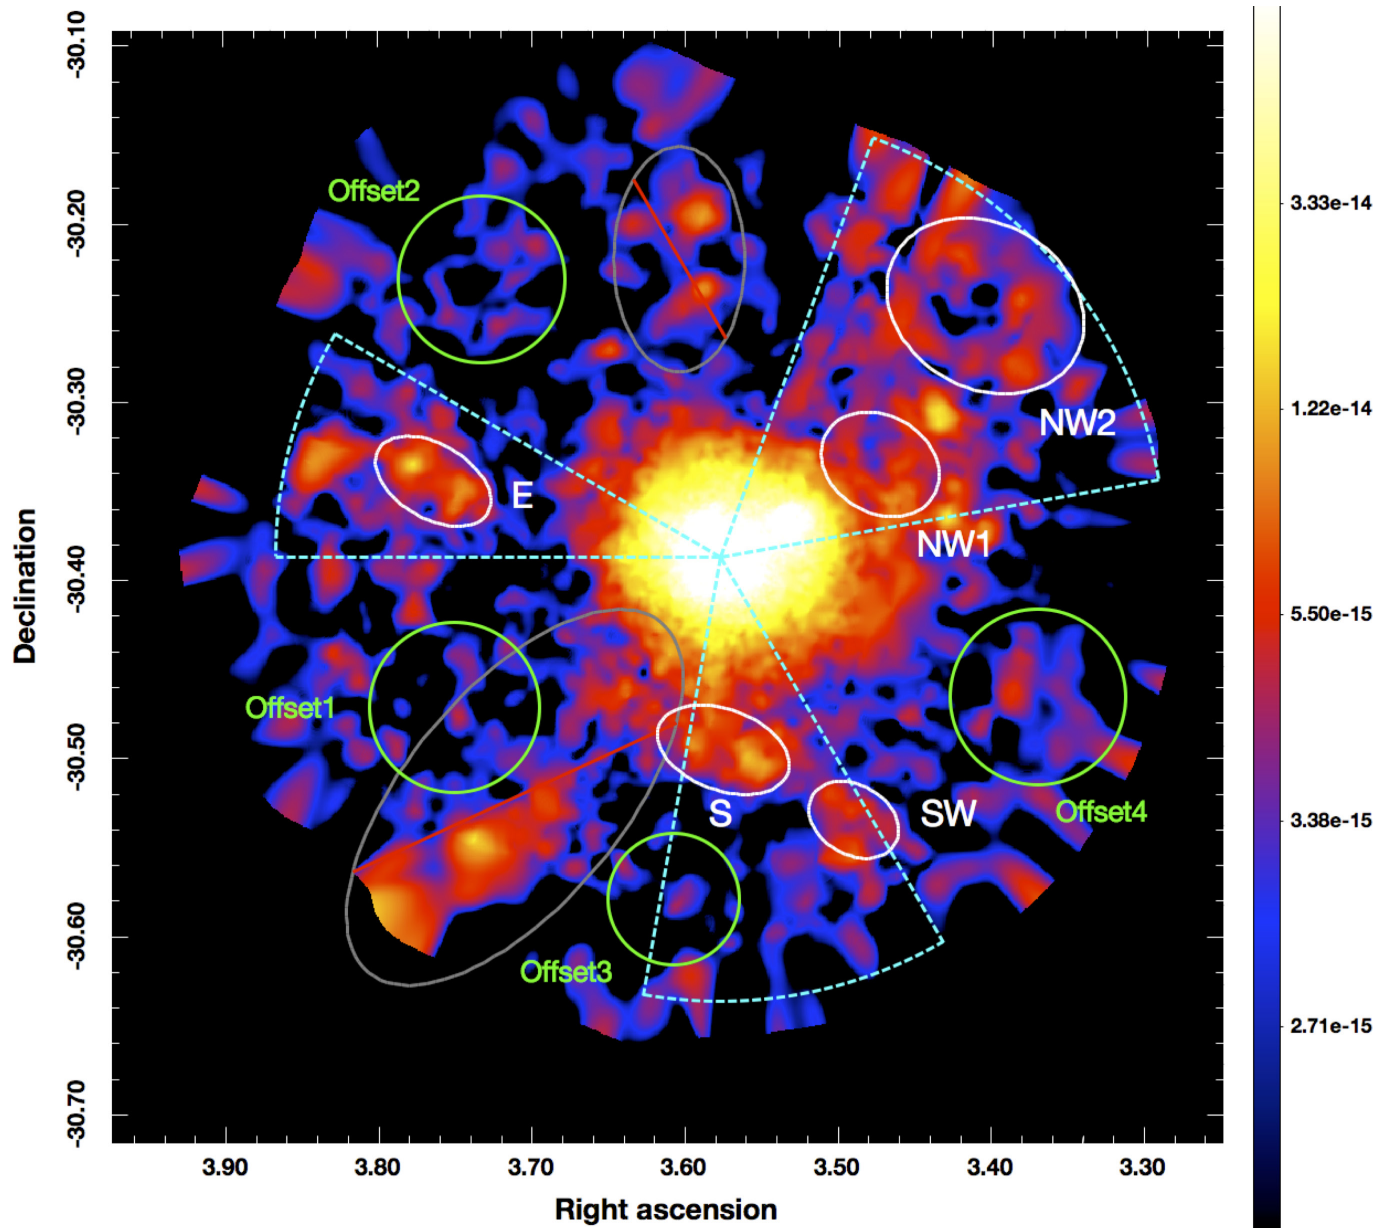 -30.10
-30.20
-30.30
-30.40
-30.50
-30.60
-30.70
Declination
Offset2
NW2
E
NW1
Offset1
S
SW
Offset4
Offset3
3.33e-14
1.22e-14
5.50e-15
3.38e-15
2.71e-15
3.90
3.80
3.70
3.60
3.50
3.40
3.30
Right ascension